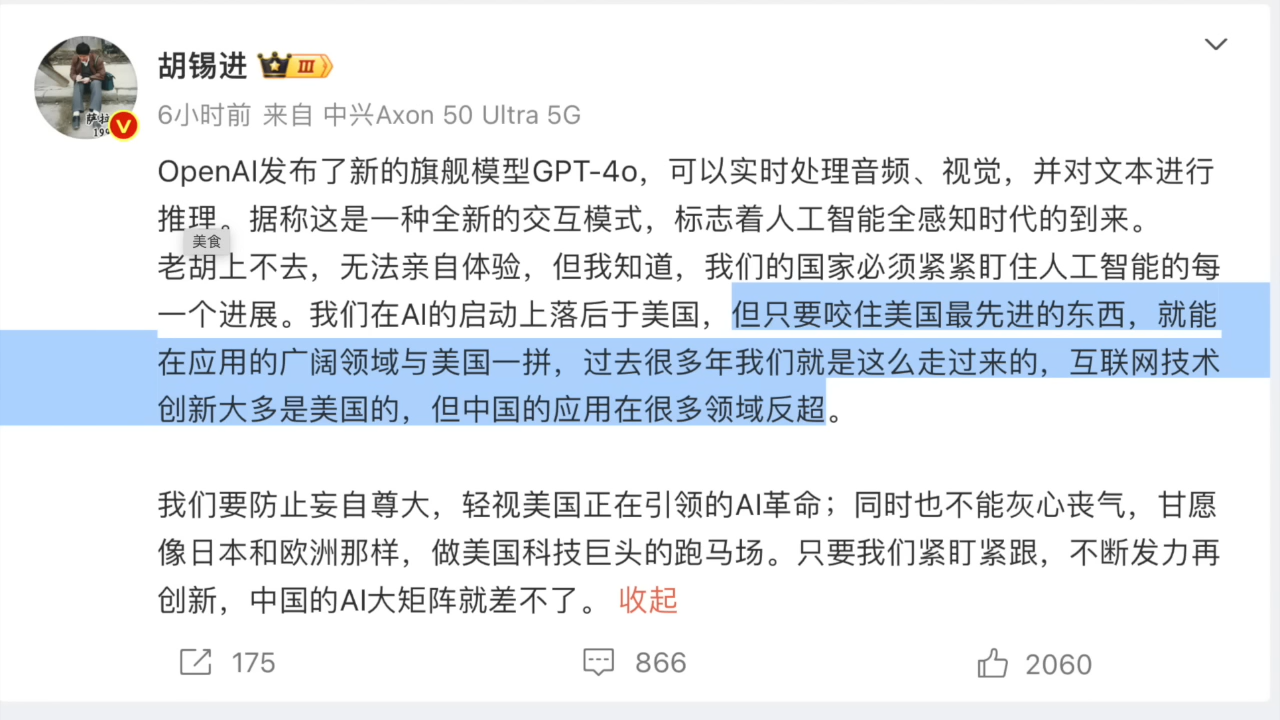 胡锡进
III
6小时前 来自 中兴Axon 50 Ultra 5G
OpenAI发布了新的旗舰模型GPT-4o，可以实时处理音频、视觉，并对文本进行
推理。据称这是一种全新的交互模式，标志着人工智能全感知时代的到来。
美食
老胡上不去，无法亲自体验，但我知道，我们的国家必须紧紧盯住人工智能的每
一个进展。我们在AI的启动上落后于美国，但只要咬住美国最先进的东西，就能
在应用的广阔领域与美国一拼，过去很多年我们就是这么走过来的，互联网技术
创新大多是美国的，但中国的应用在很多领域反超。
我们要防止妄自尊大，轻视美国正在引领的AI革命；同时也不能灰心丧气，甘愿
像日本和欧洲那样，做美国科技巨头的跑马场。只要我们紧盯紧跟，不断发力再
创新，中国的AI大矩阵就差不了。 收起
175
866
2060